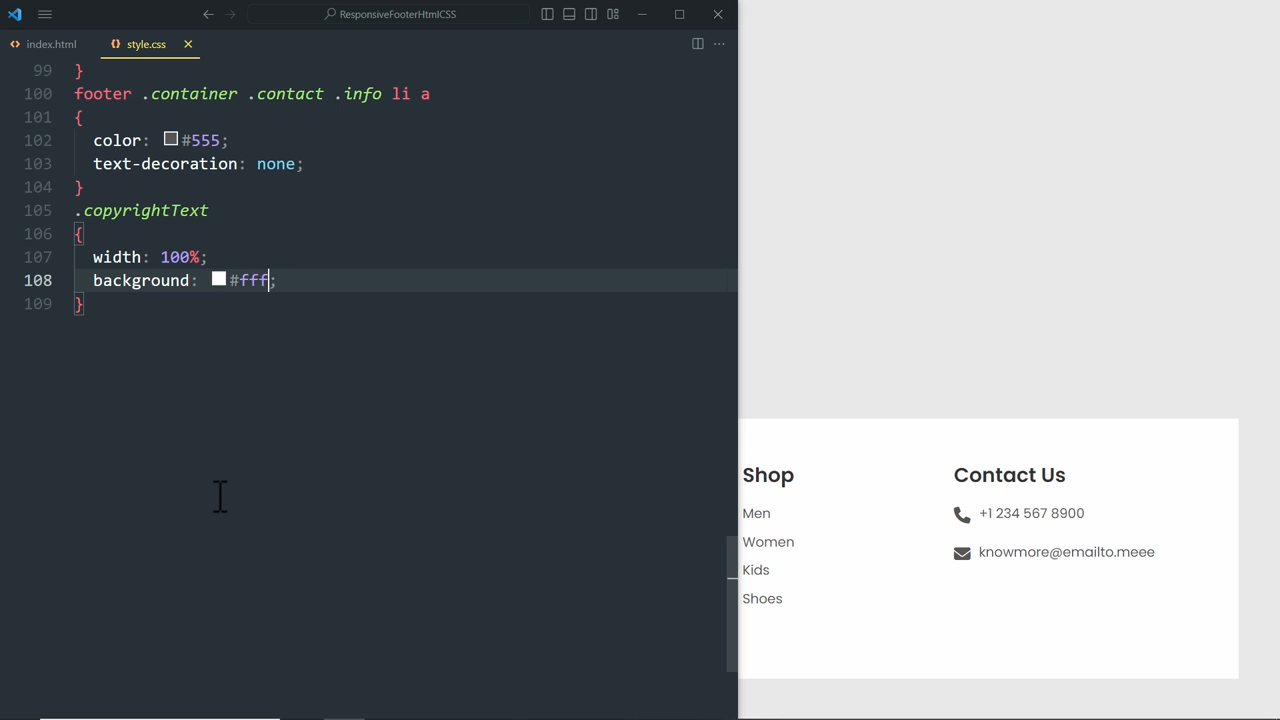 ResponsiveFooterHtmlCSS
index.html
style.css
99 }
100 footer .container .contact .info li a
101 {
102 color: #555;
103 text-decoration: none;
104 }
105 .copyrightText
106 {
107 width: 100%;
108 background: #fff;
109 }
Shop
Men
Women
Kids
Shoes
Contact Us
+1 234 567 8900
knowmore@emailto.meee